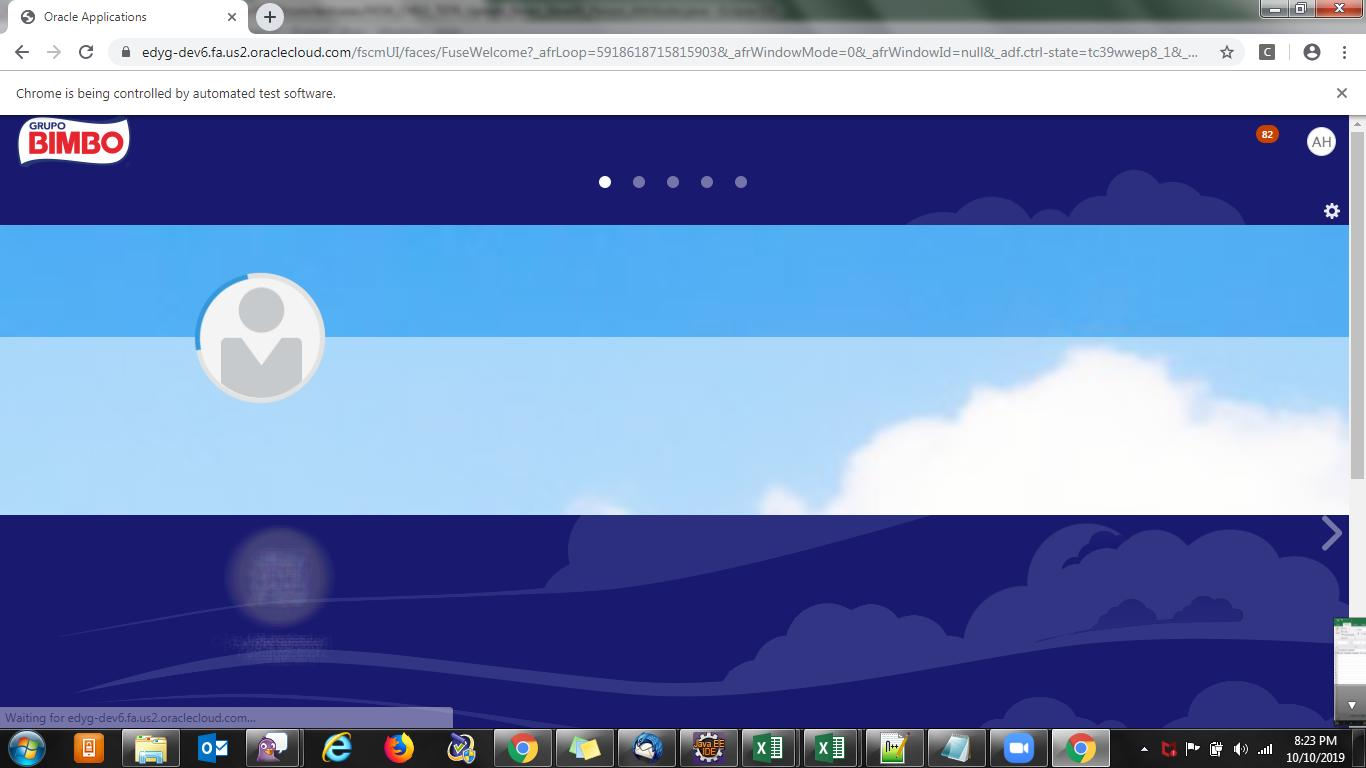 Oracle Applications
edyg-dev6.fa.us2.oraclecloud.com/fscmUI/faces/FuseWelcome?_afrLoop=5918618715815903&_afrWindowMode=0&_afrWindowId=null&_adf.ctrl-state=tc39wwep8_1&_...
C
Chrome is being controlled by automated test software.
GRUPO
BIMBO
82
AH
Waiting for edyg-dev6.fa.us2.oraclecloud.com...
Java EE
IDE
8:23 PM
10/10/2019